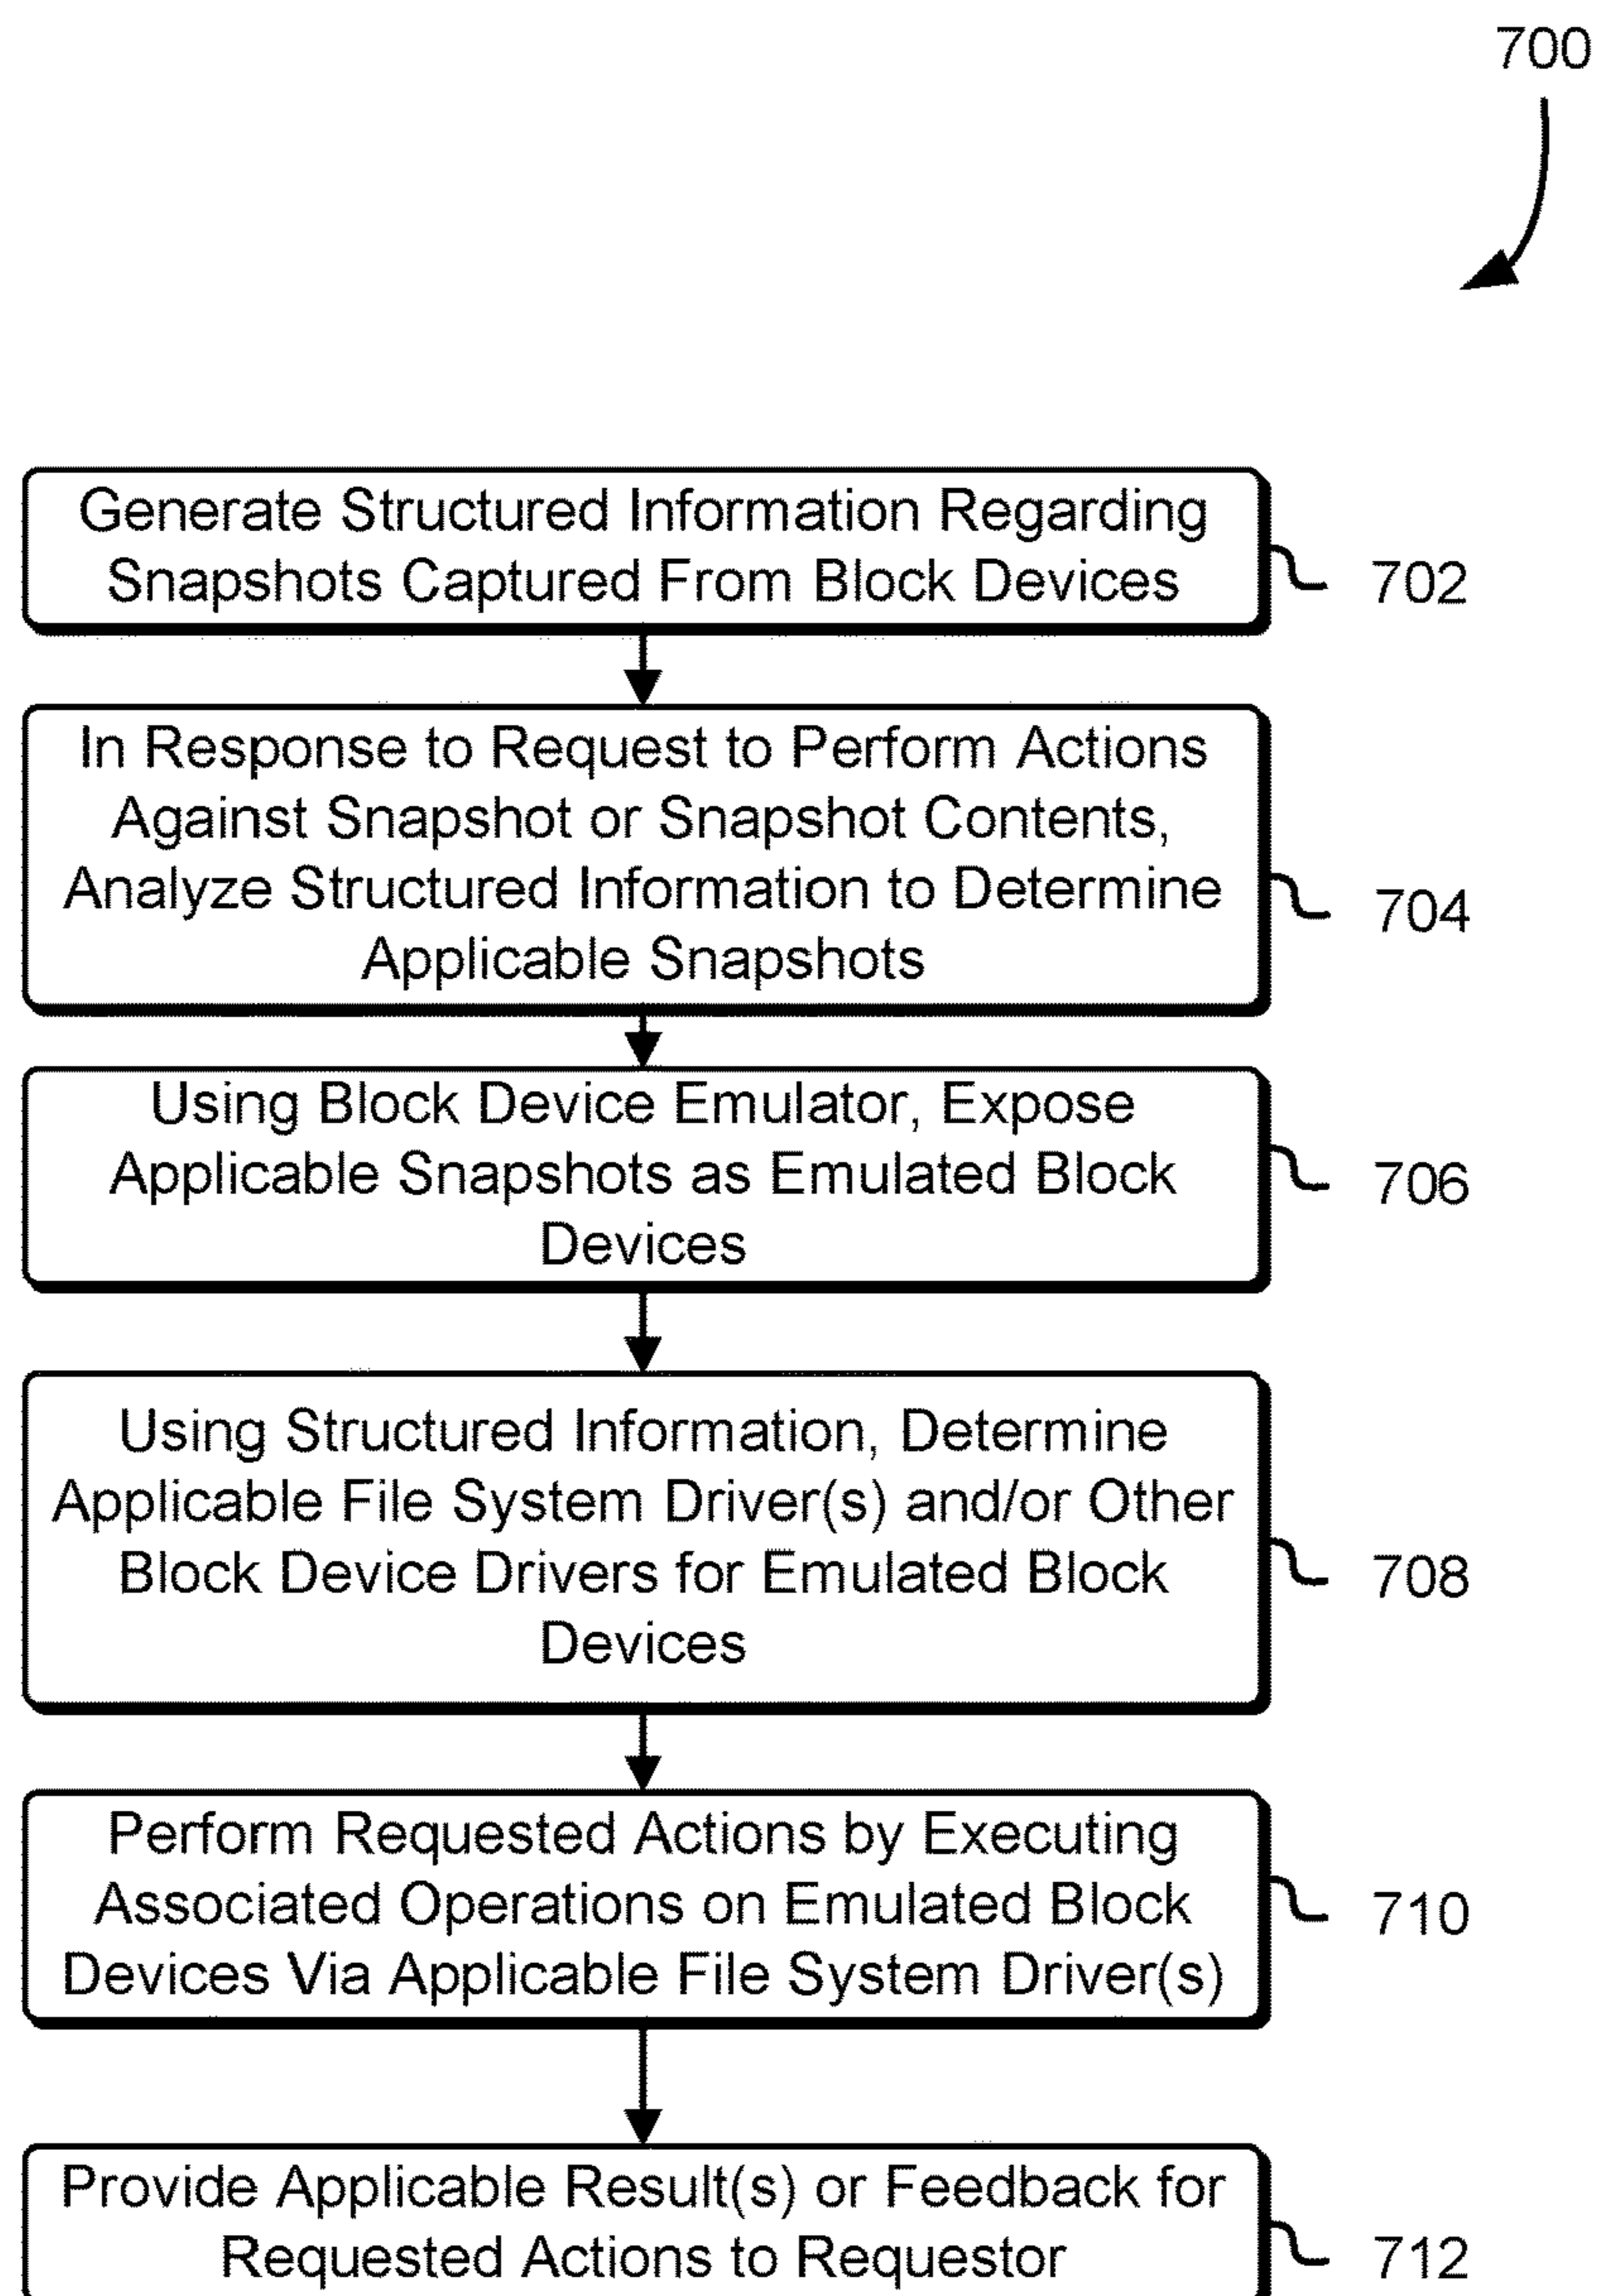 700
Generate Structured Information Regarding
Snapshots Captured From Block Devices
702
In Response to Request to Perform Actions
Against Snapshot or Snapshot Contents,
Analyze Structured Information to Determine
Applicable Snapshots
704
Using Block Device Emulator, Expose
Applicable Snapshots as Emulated Block
Devices
706
Using Structured Information, Determine
Applicable File System Driver(s) and/or Other
Block Device Drivers for Emulated Block
Devices
708
Perform Requested Actions by Executing
Associated Operations on Emulated Block
Devices Via Applicable File System Driver(s)
710
Provide Applicable Result(s) or Feedback for
Requested Actions to Requestor
712